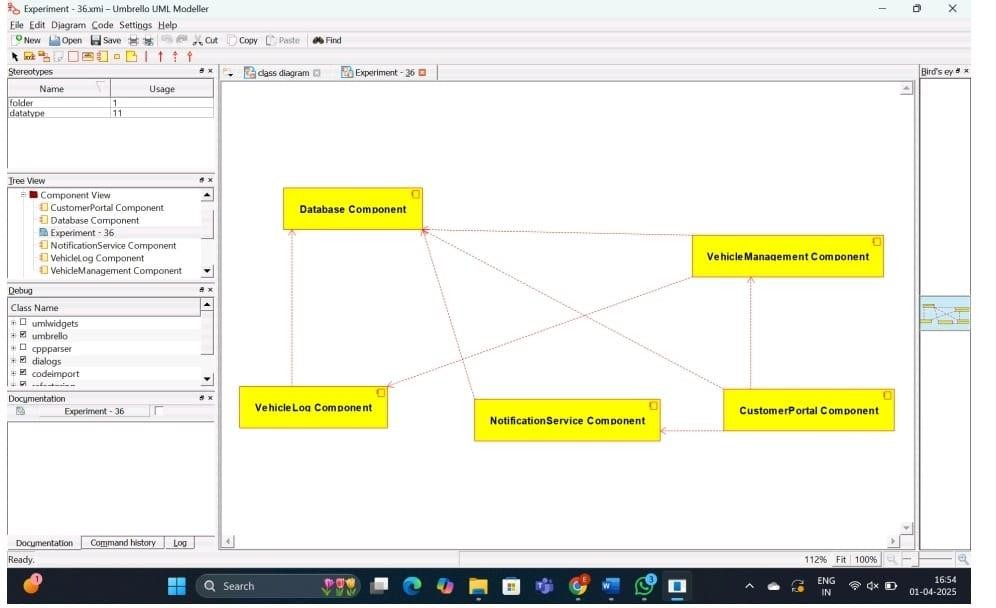 Experiment - 36.xmi – Umbrello UML Modeller
File Edit Diagram Code Settings Help
New Open Save Cut Copy Paste Find
Stereotypes
Name Usage
folder 1
datatype 11
Tree View
Component View
CustomerPortal Component
Database Component
Experiment - 36
NotificationService Component
VehicleLog Component
VehicleManagement Component
Debug
Class Name
umlwidgets
umbrello
cppparser
dialogs
codeimport
refactoring
Documentation
Experiment - 36
Documentation Command history Log
Ready.
class diagram Experiment - 36
Database Component
VehicleManagement Component
VehicleLog Component
NotificationService Component
CustomerPortal Component
Bird's ey
112% Fit 100%
1 Search 3
ENG
IN
16:54
01-04-2025